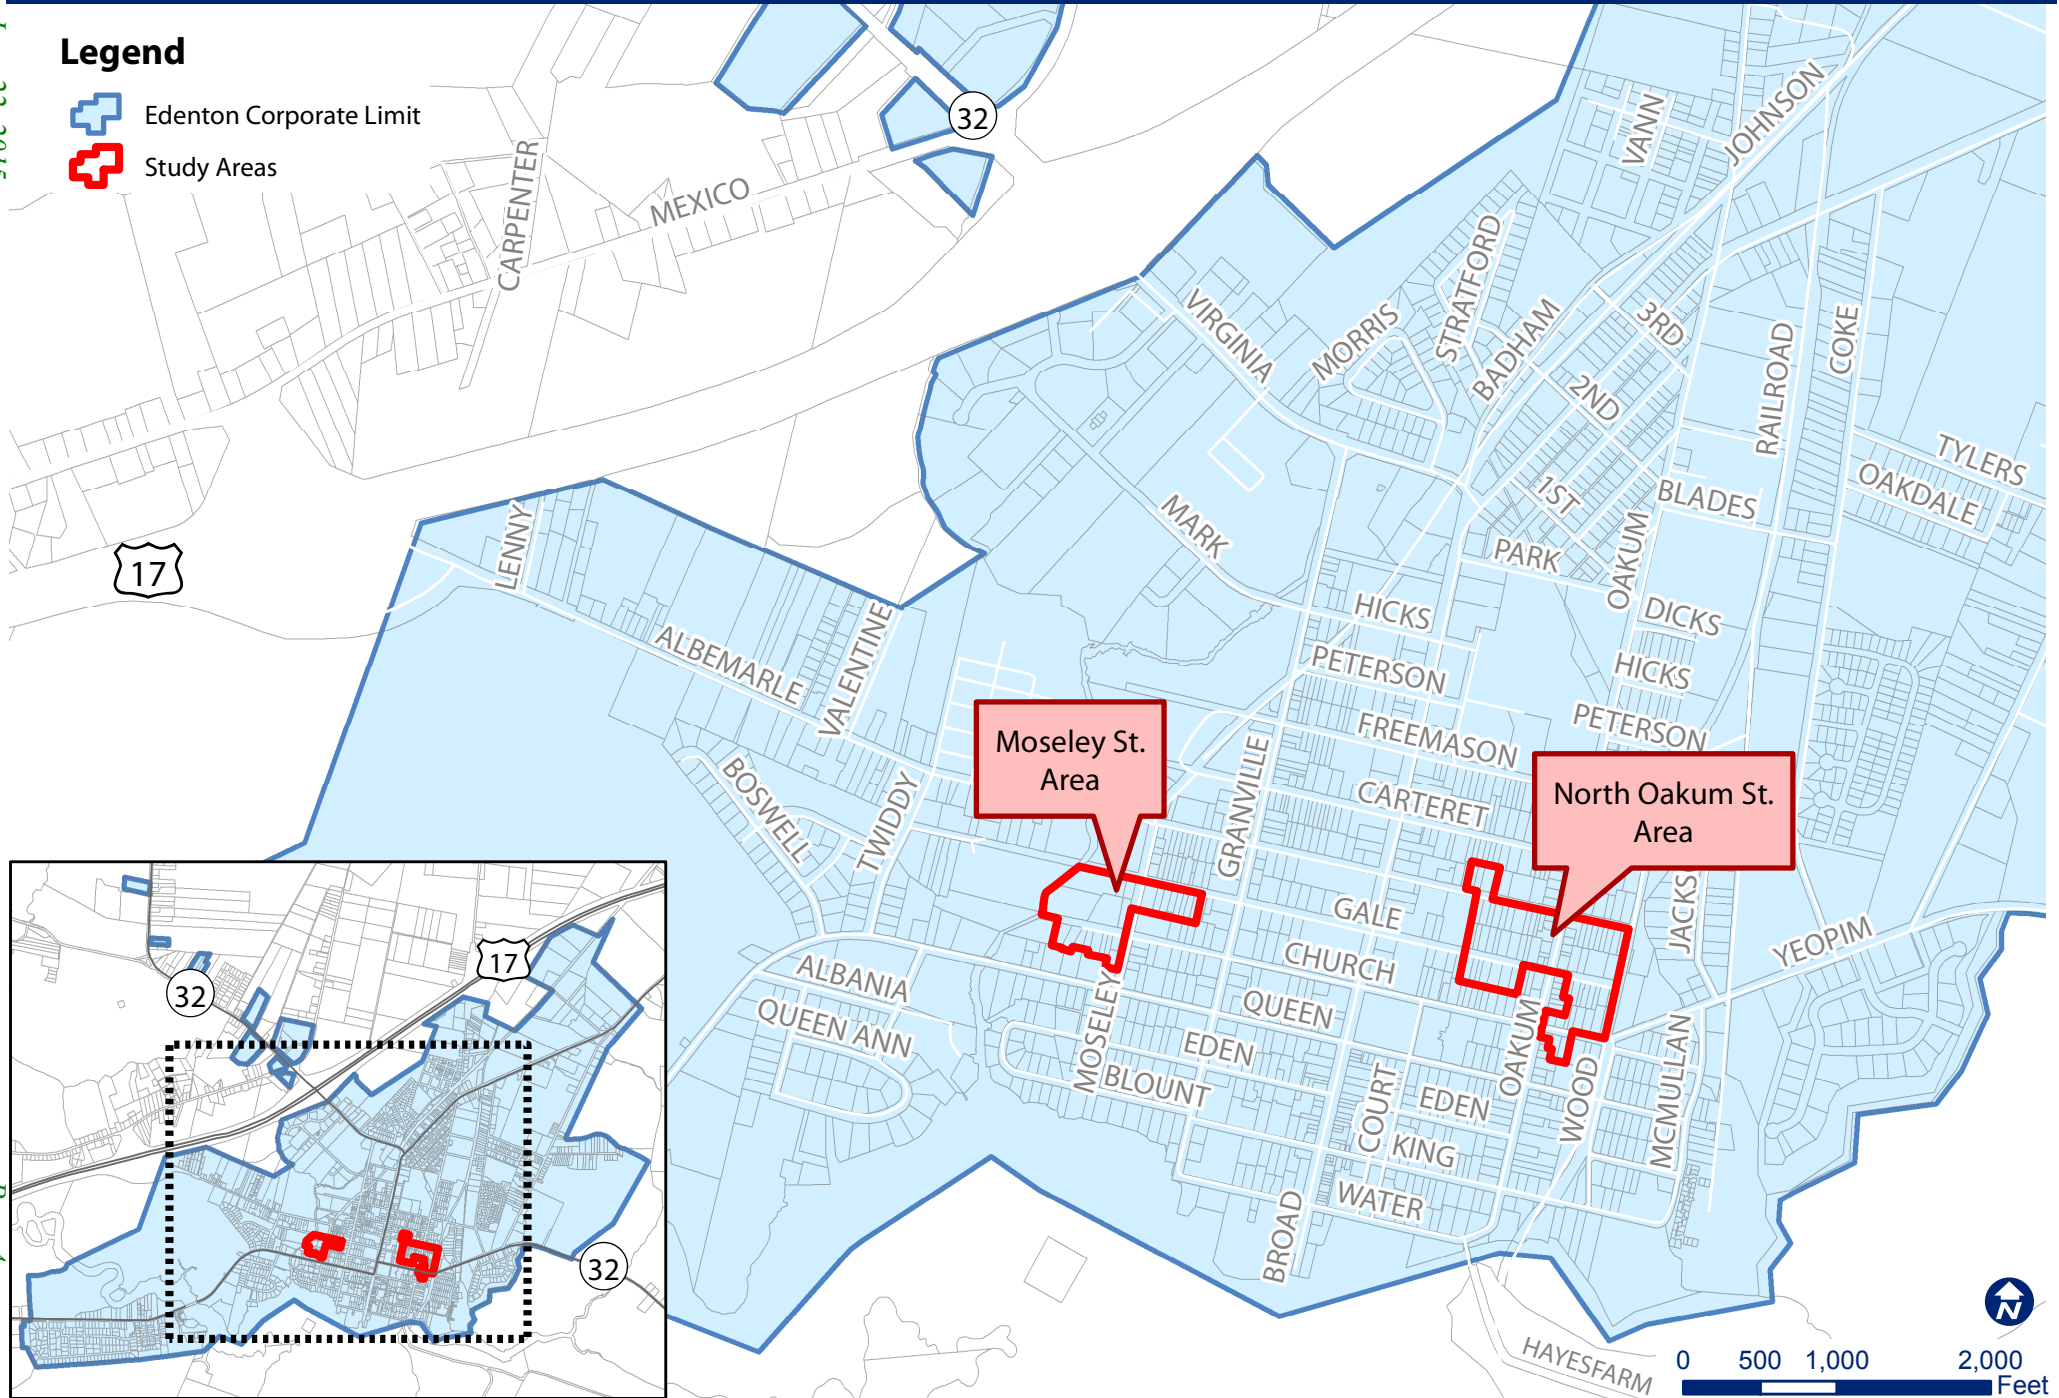 Legend
Edenton Corporate Limit
Study Areas
32
CARPENTER
MEXICO
17
VANN
JOHNSON
STRATFORD
VIRGINIA
MORRIS
BADHAM
3RD
2ND
1ST
RAILROAD
COKE
TYLERS
OAKDALE
BLADES
OAKUM
PARK
MARK
LENNY
ALBEMARLE
VALENTINE
HICKS
PETERSON
DICKS
HICKS
PETERSON
FREEMASON
CARTERET
BOSWELL
TWIDDY
Moseley St.
Area
GRANVILLE
North Oakum St.
Area
GALE
CHURCH
JACKS
YEOPIM
ALBANIA
QUEEN ANN
MOSELEY
QUEEN
EDEN
BLOUNT
OAKUM
COURT
EDEN
KING
WOOD
MCMULLAN
WATER
BROAD
HAYESFARM
17
32
32
N
0 500 1,000 2,000
Feet